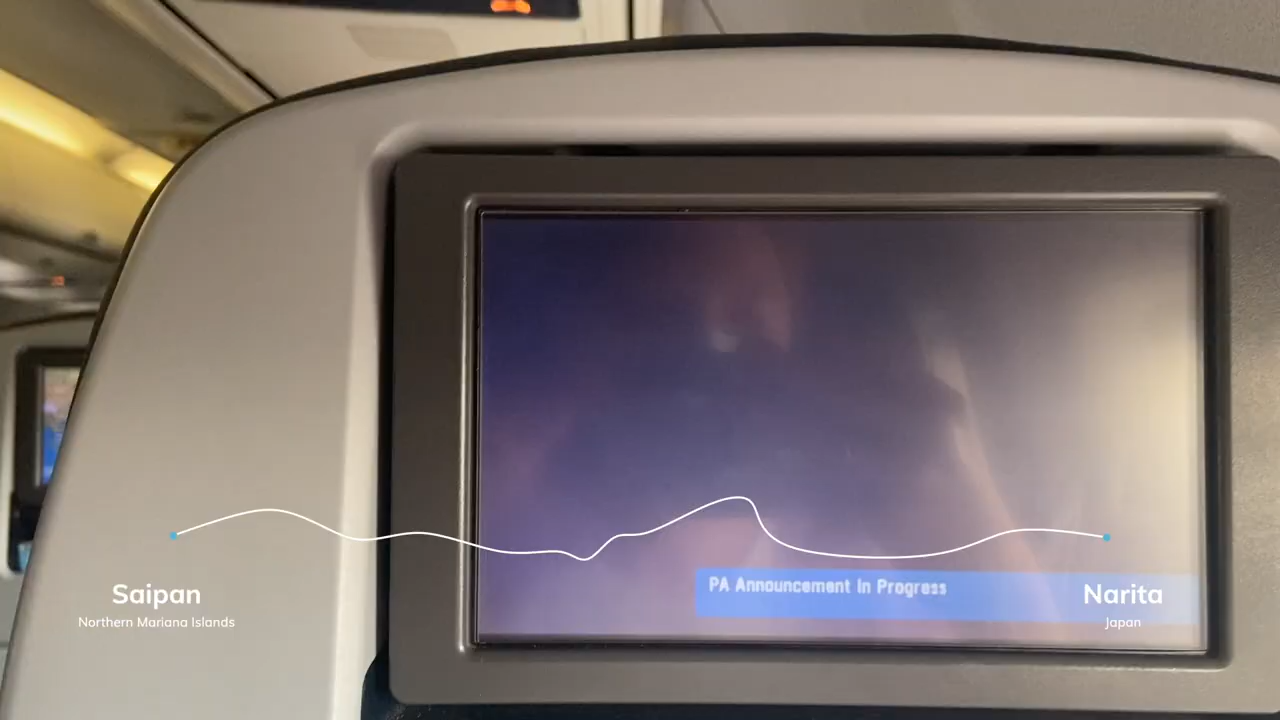 PA Announcement In Progress
Saipan
Northern Mariana Islands
Narita
Japan